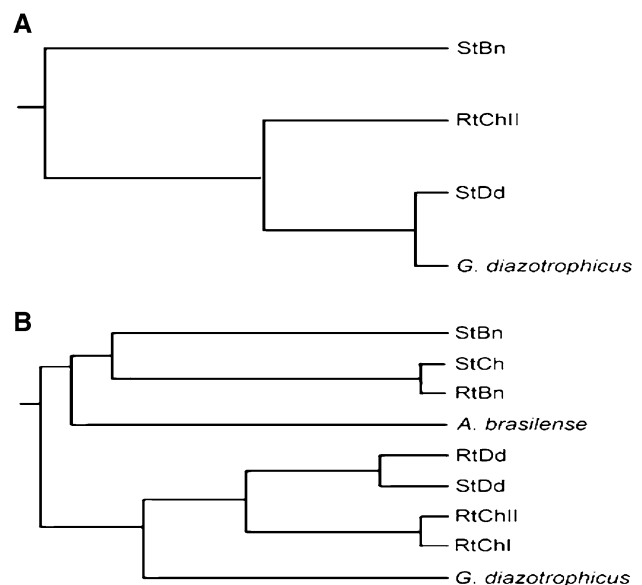 A
StBn
RtChII
StDd
G. diazotrophicus
B
StBn
StCh
RtBn
A. brasilense
RtDd
StDd
RtChII
RtChI
G. diazotrophicus